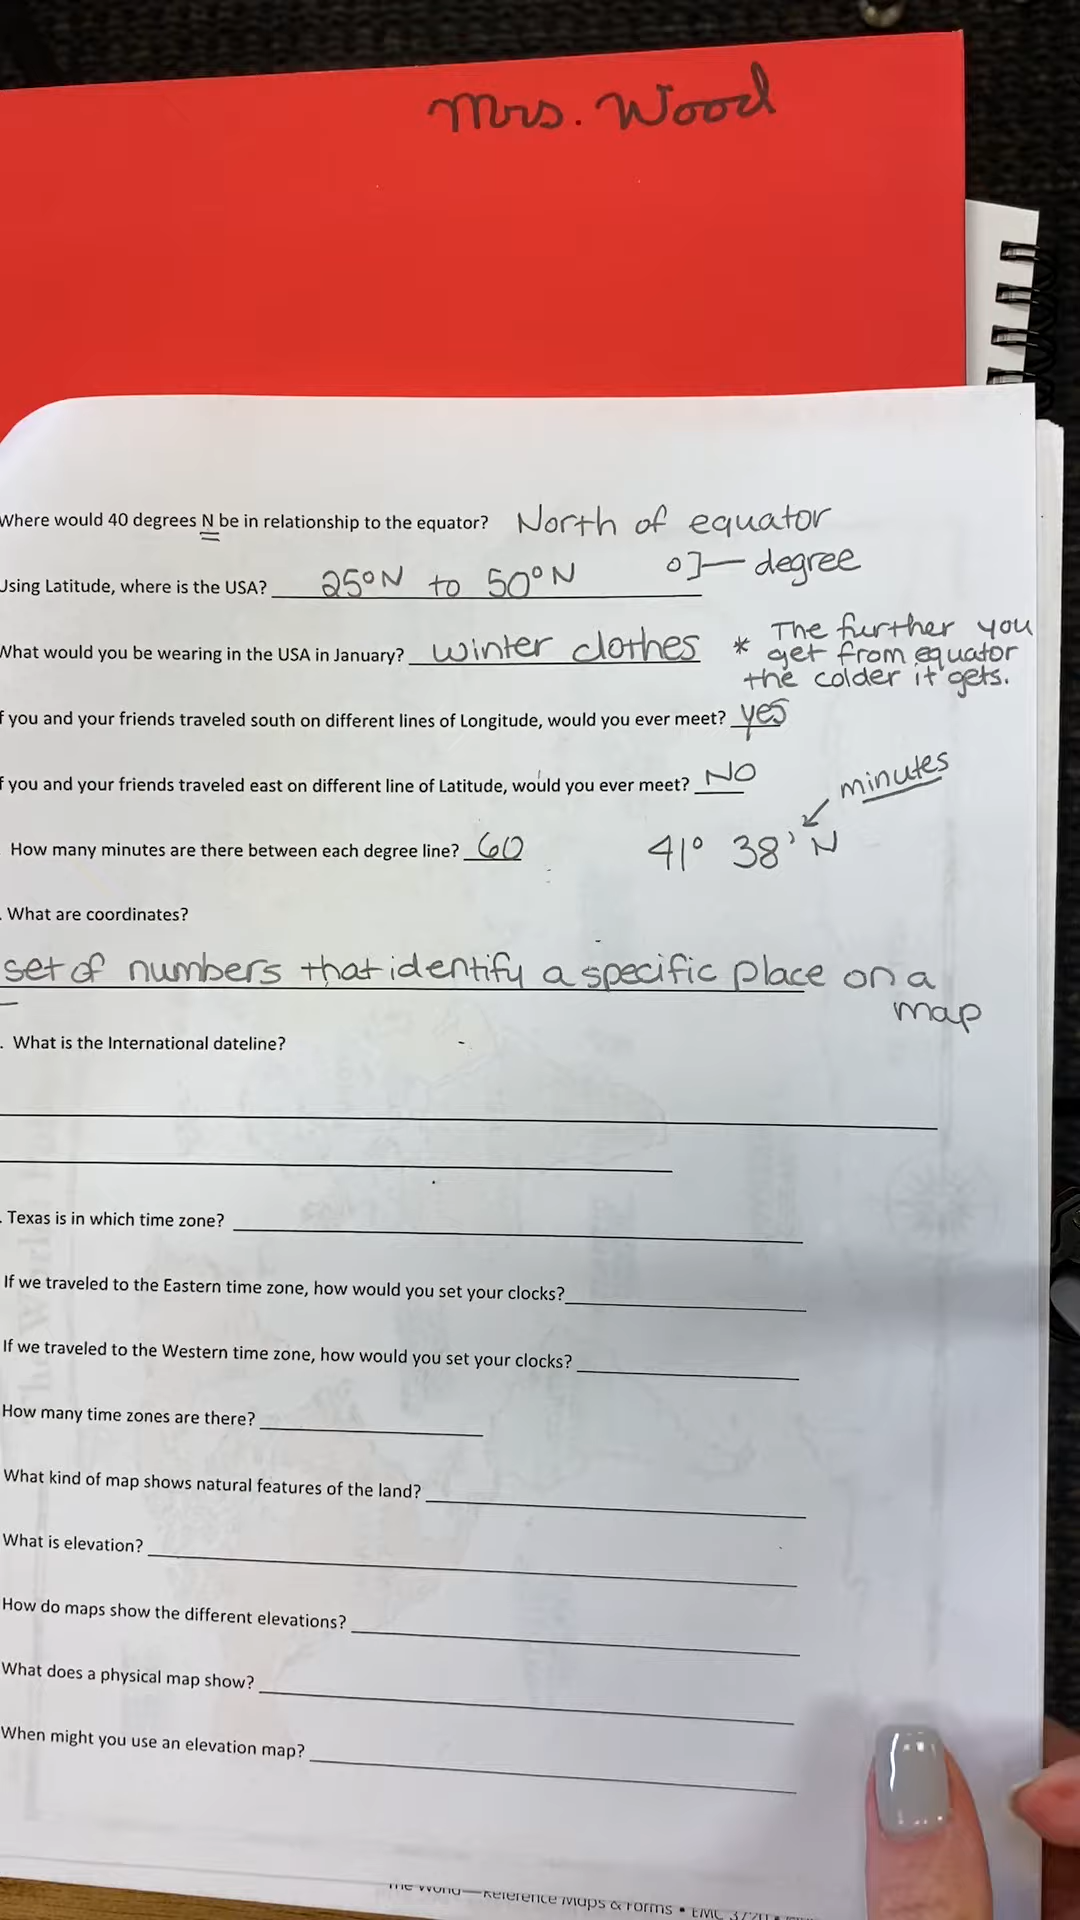 Mrs. Wood
Where would 40 degrees N be in relationship to the equator? North of equator
Using Latitude, where is the USA? 25° N to 50° N o]— degree
What would you be wearing in the USA in January? winter clothes * The further you
get from equator
the colder it gets.
f you and your friends traveled south on different lines of Longitude, would you ever meet? yes
f you and your friends traveled east on different line of Latitude, would you ever meet? No
minutes
How many minutes are there between each degree line? 60 41° 38' N
. What are coordinates?
set of numbers that identify a specific place on a
map
. What is the International dateline?
. Texas is in which time zone?
If we traveled to the Eastern time zone, how would you set your clocks?
If we traveled to the Western time zone, how would you set your clocks?
How many time zones are there?
What kind of map shows natural features of the land?
What is elevation?
How do maps show the different elevations?
What does a physical map show?
When might you use an elevation map?
The World—Reference Maps & Forms • EMC